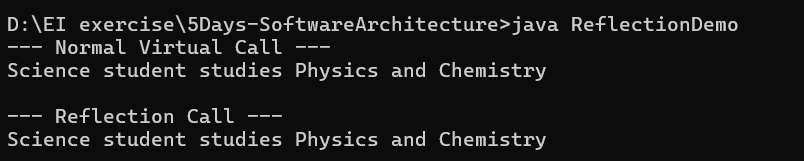 D:\EI exercise\5Days-SoftwareArchitecture>java ReflectionDemo
--- Normal Virtual Call ---
Science student studies Physics and Chemistry
--- Reflection Call ---
Science student studies Physics and Chemistry